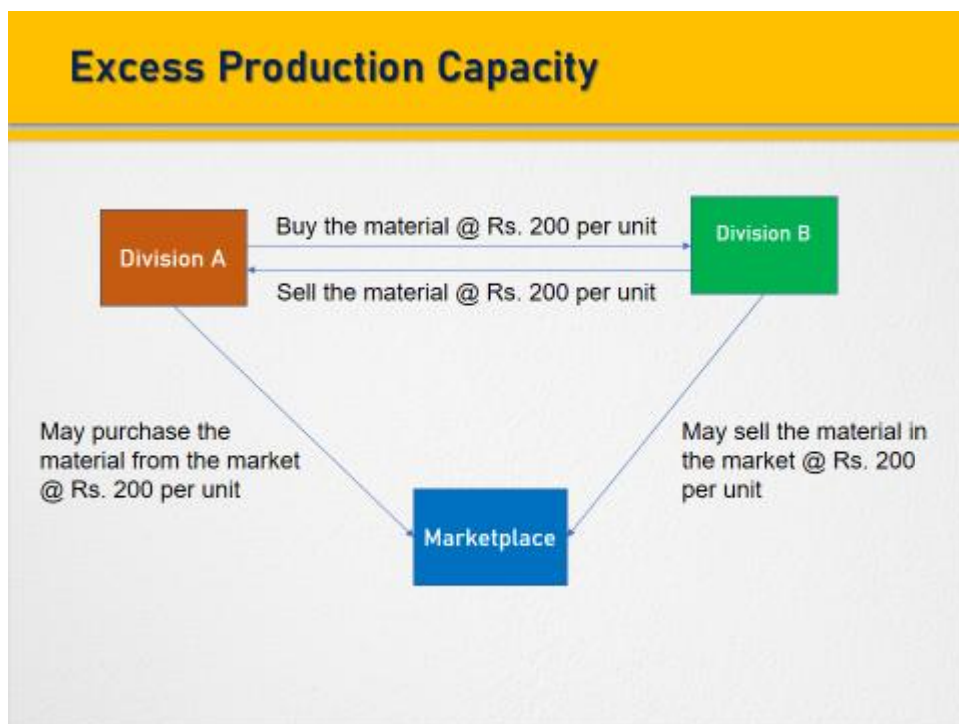 Excess Production Capacity
Buy the material @ Rs. 200 per unit
Division A
Division B
Sell the material @ Rs. 200 per unit
May purchase the
material from the market
@ Rs. 200 per unit
May sell the material in
the market @ Rs. 200
per unit
Marketplace